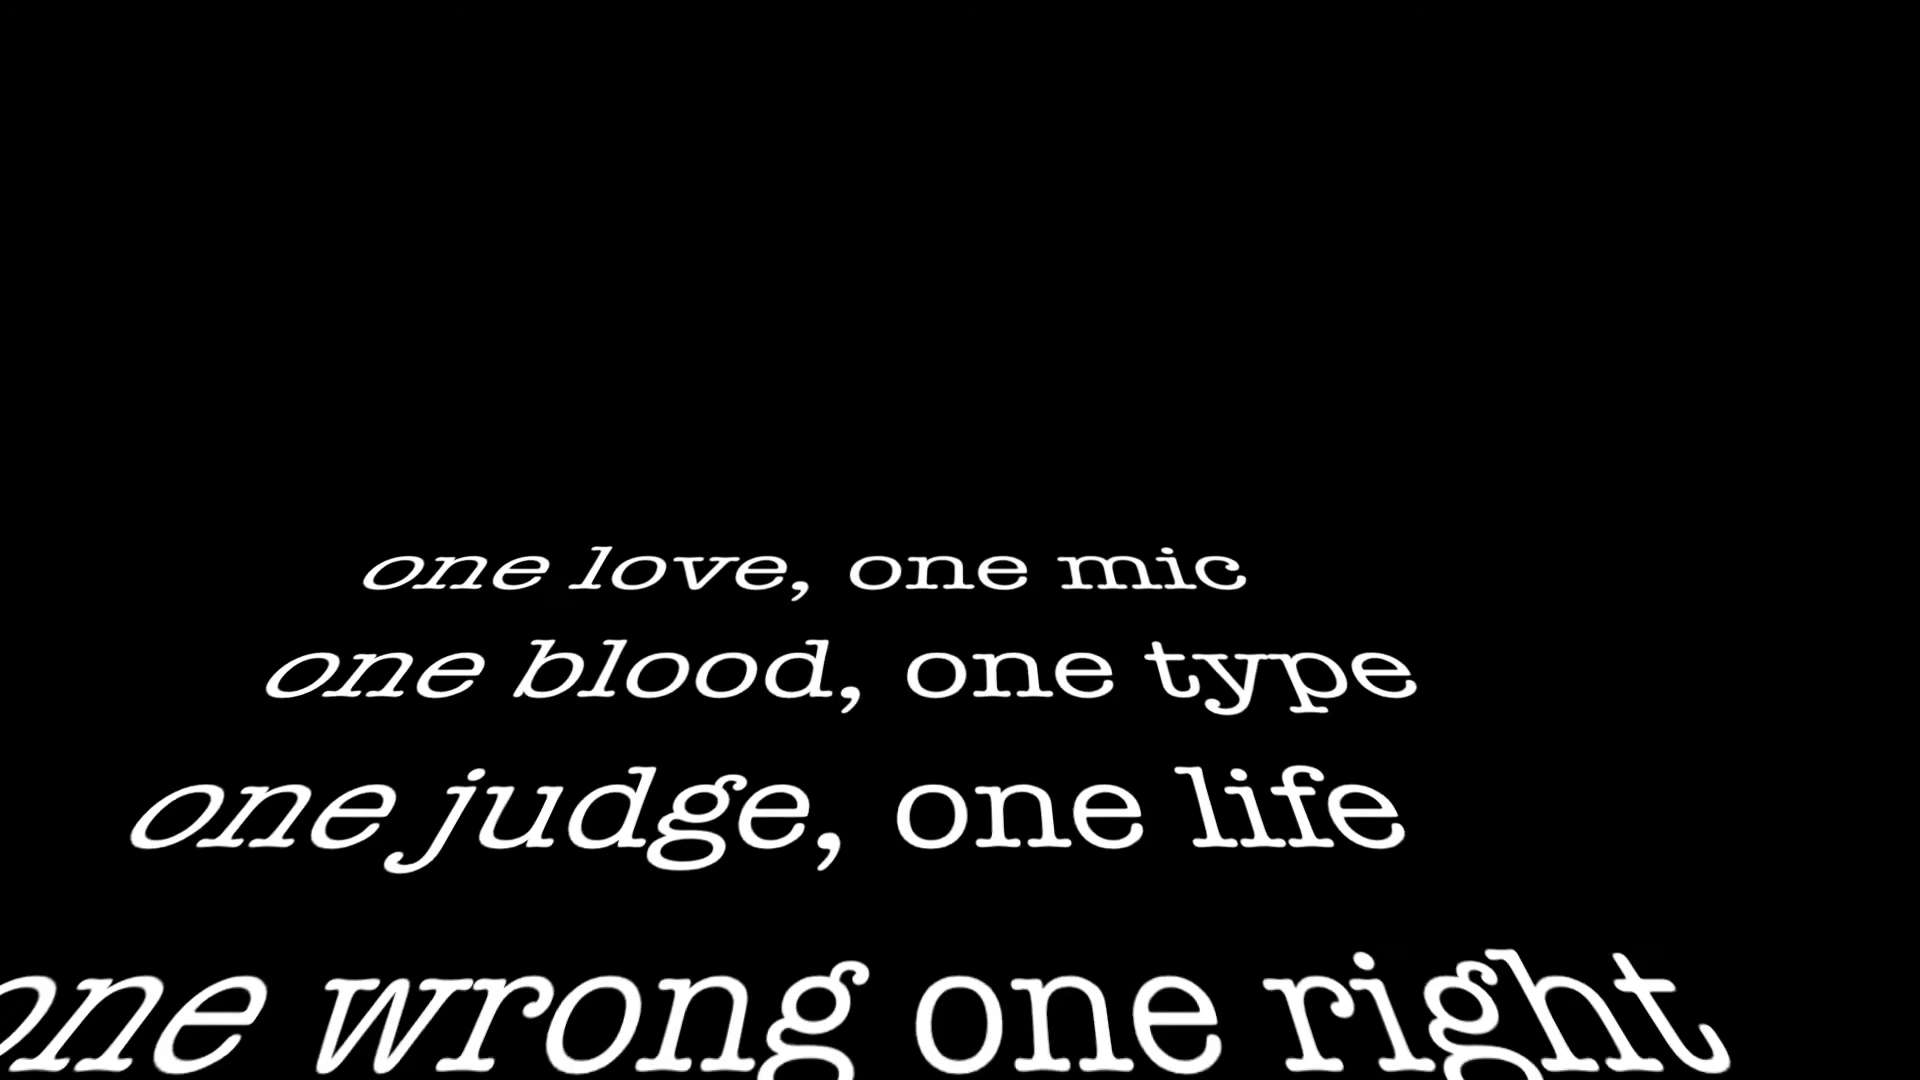 one love, one mic
one blood, one type
one judge, one life
one wrong one right